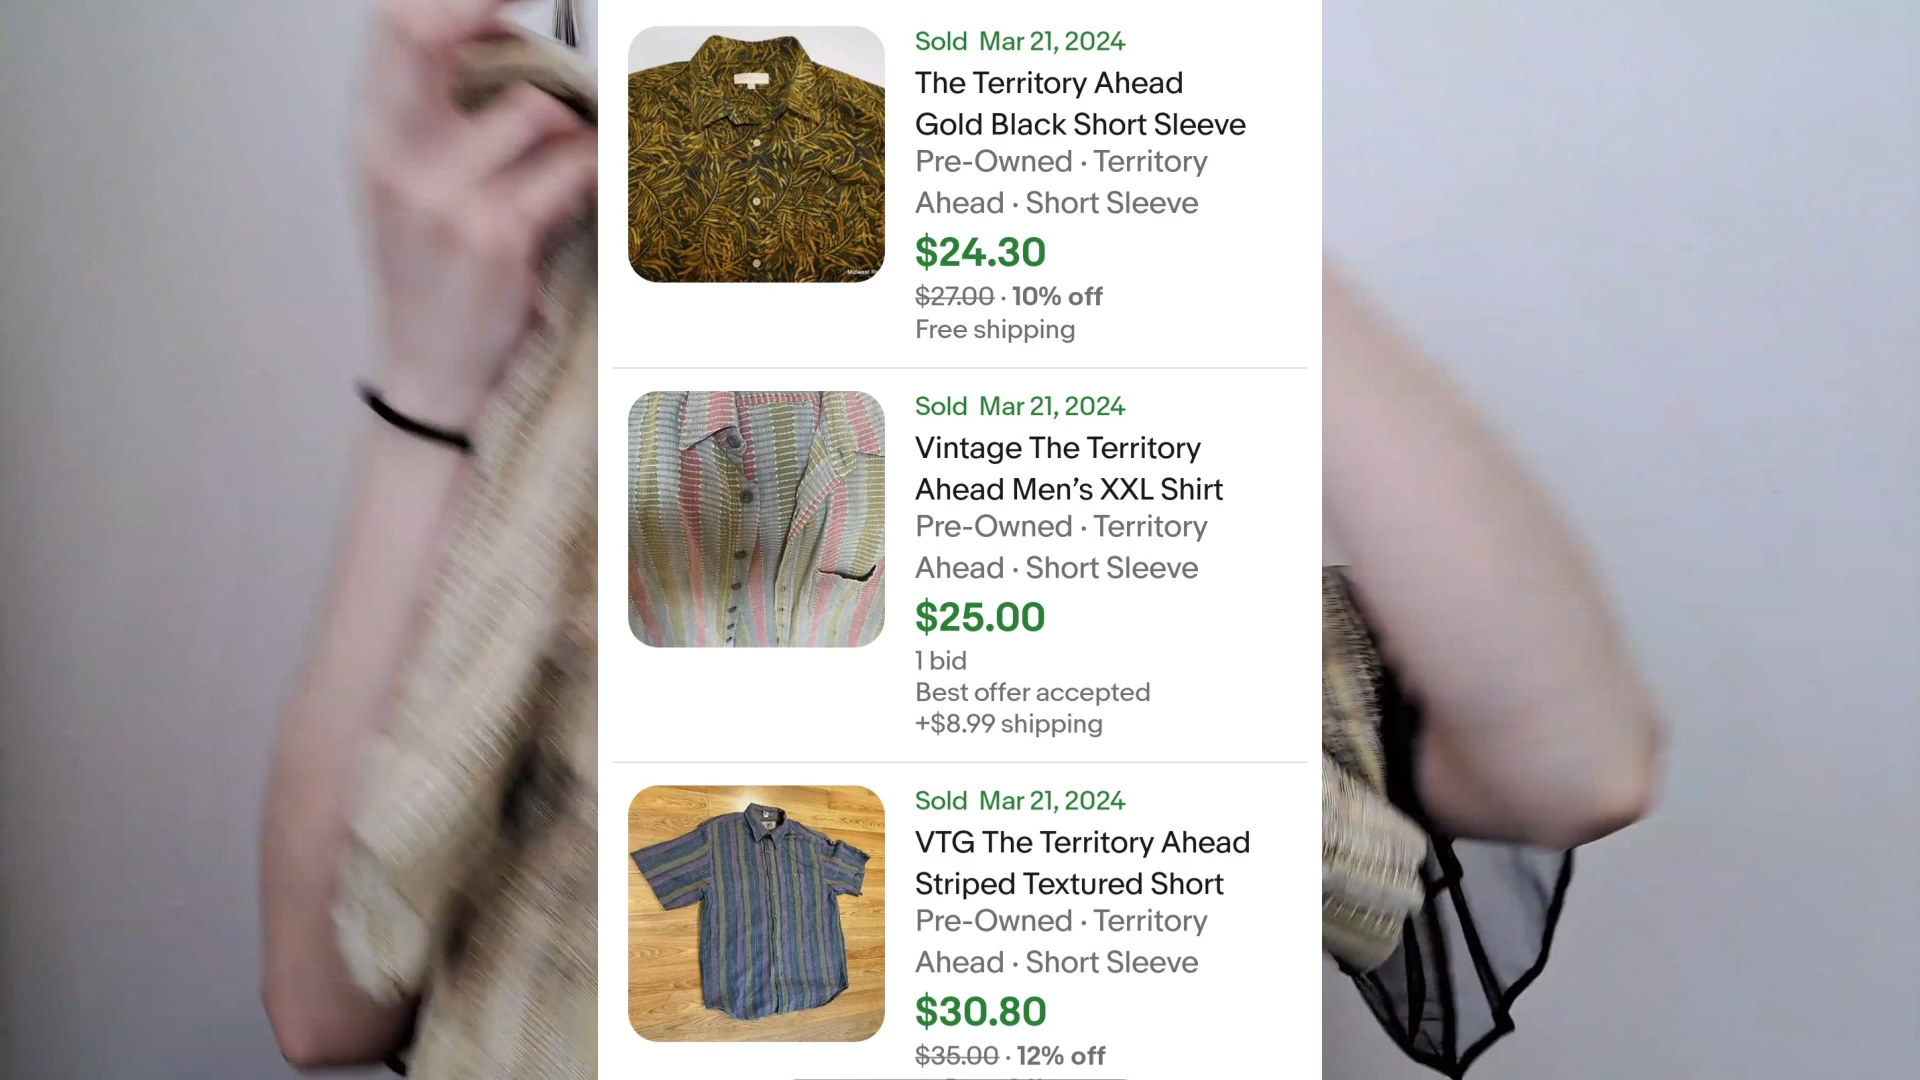 Sold Mar 21, 2024
The Territory Ahead
Gold Black Short Sleeve
Pre-Owned · Territory
Ahead · Short Sleeve
$24.30
$27.00 · 10% off
Free shipping
Sold Mar 21, 2024
Vintage The Territory
Ahead Men’s XXL Shirt
Pre-Owned · Territory
Ahead · Short Sleeve
$25.00
1 bid
Best offer accepted
+$8.99 shipping
Sold Mar 21, 2024
VTG The Territory Ahead
Striped Textured Short
Pre-Owned · Territory
Ahead · Short Sleeve
$30.80
$35.00 · 12% off